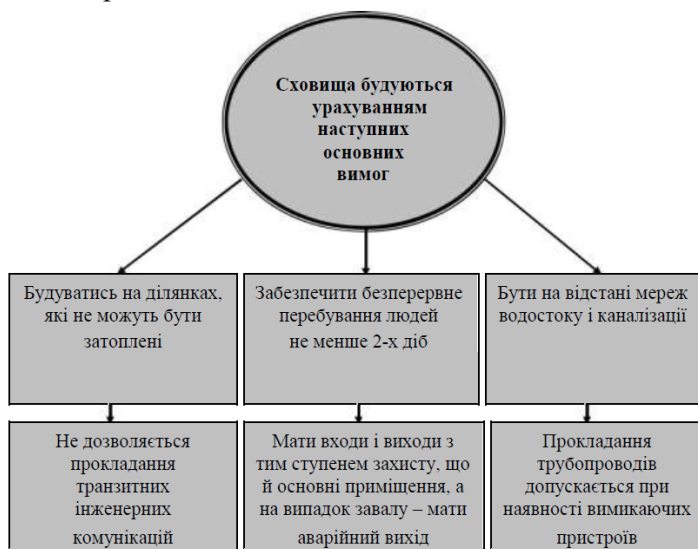 Сховища будуються
урахуванням
наступних
основних
вимог
Будуватись на ділянках,
які не можуть бути
затоплені
Забезпечити безперервне
перебування людей
не менше 2-х діб
Бути на відстані мереж
водостоку і каналізації
Не дозволяється
прокладання
транзитних
інженерних
комунікацій
Мати входи і виходи з
тим ступенем захисту, що
й основні приміщення, а
на випадок завалу – мати
аварійний вихід
Прокладання
трубопроводів
допускається при
наявності вимикаючих
пристроїв